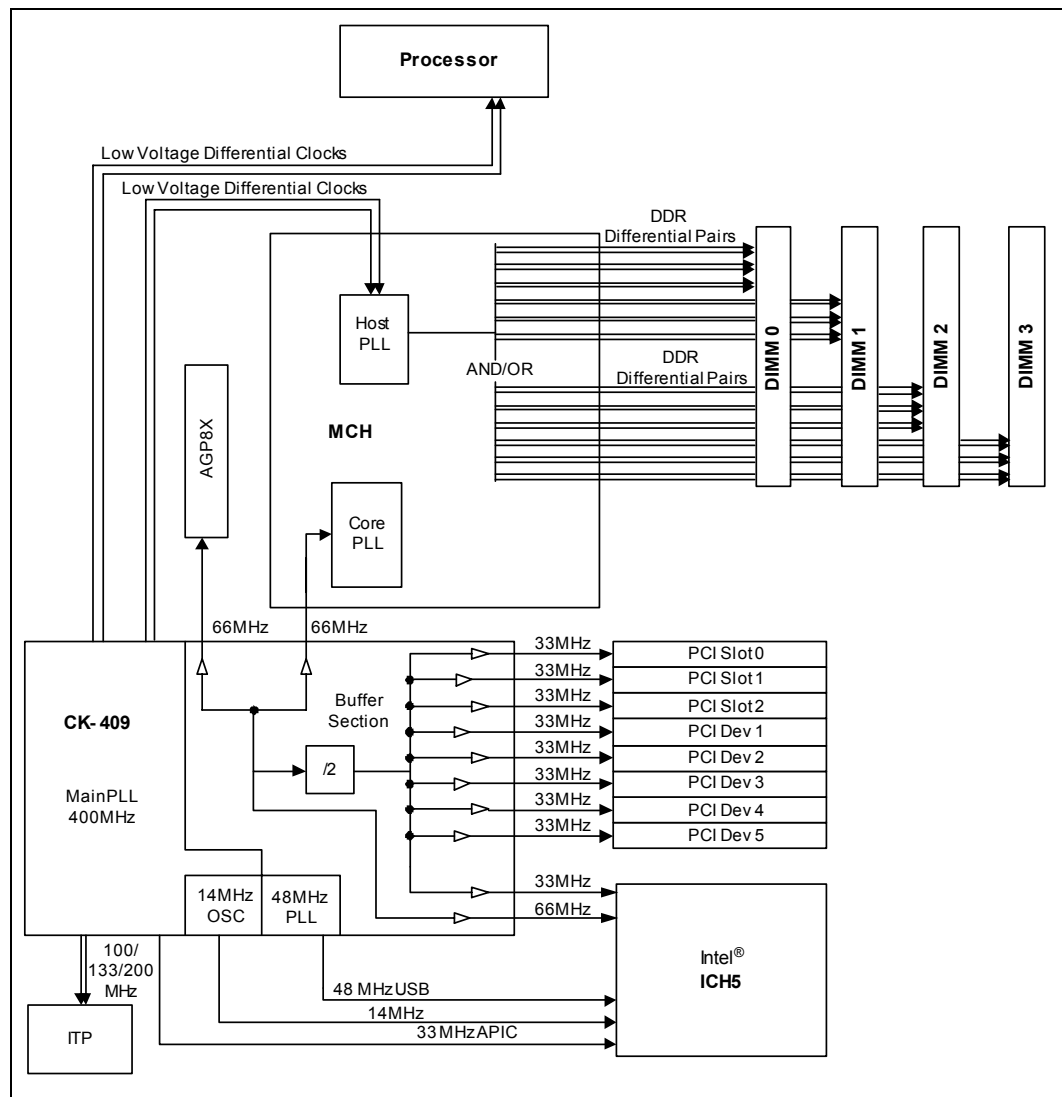 Processor
Low Voltage Differential Clocks
Low Voltage Differential Clocks
DDR
Differential Pairs
Host
PLL
AND/OR
DDR
Differential Pairs
DIMM 0
DIMM 1
DIMM 2
DIMM 3
MCH
AGP8X
Core
PLL
66MHz
66MHz
CK-409
MainPLL
400MHz
Buffer
Section
/2
33MHz
PCI Slot 0
33MHz
PCI Slot 1
33MHz
PCI Slot 2
33MHz
PCI Dev 1
33MHz
PCI Dev 2
33MHz
PCI Dev 3
33MHz
PCI Dev 4
33MHz
PCI Dev 5
14MHz
OSC
48MHz
PLL
33MHz
66MHz
Intel®
ICH5
100/
133/200
MHz
48 MHz USB
14MHz
33 MHz APIC
ITP